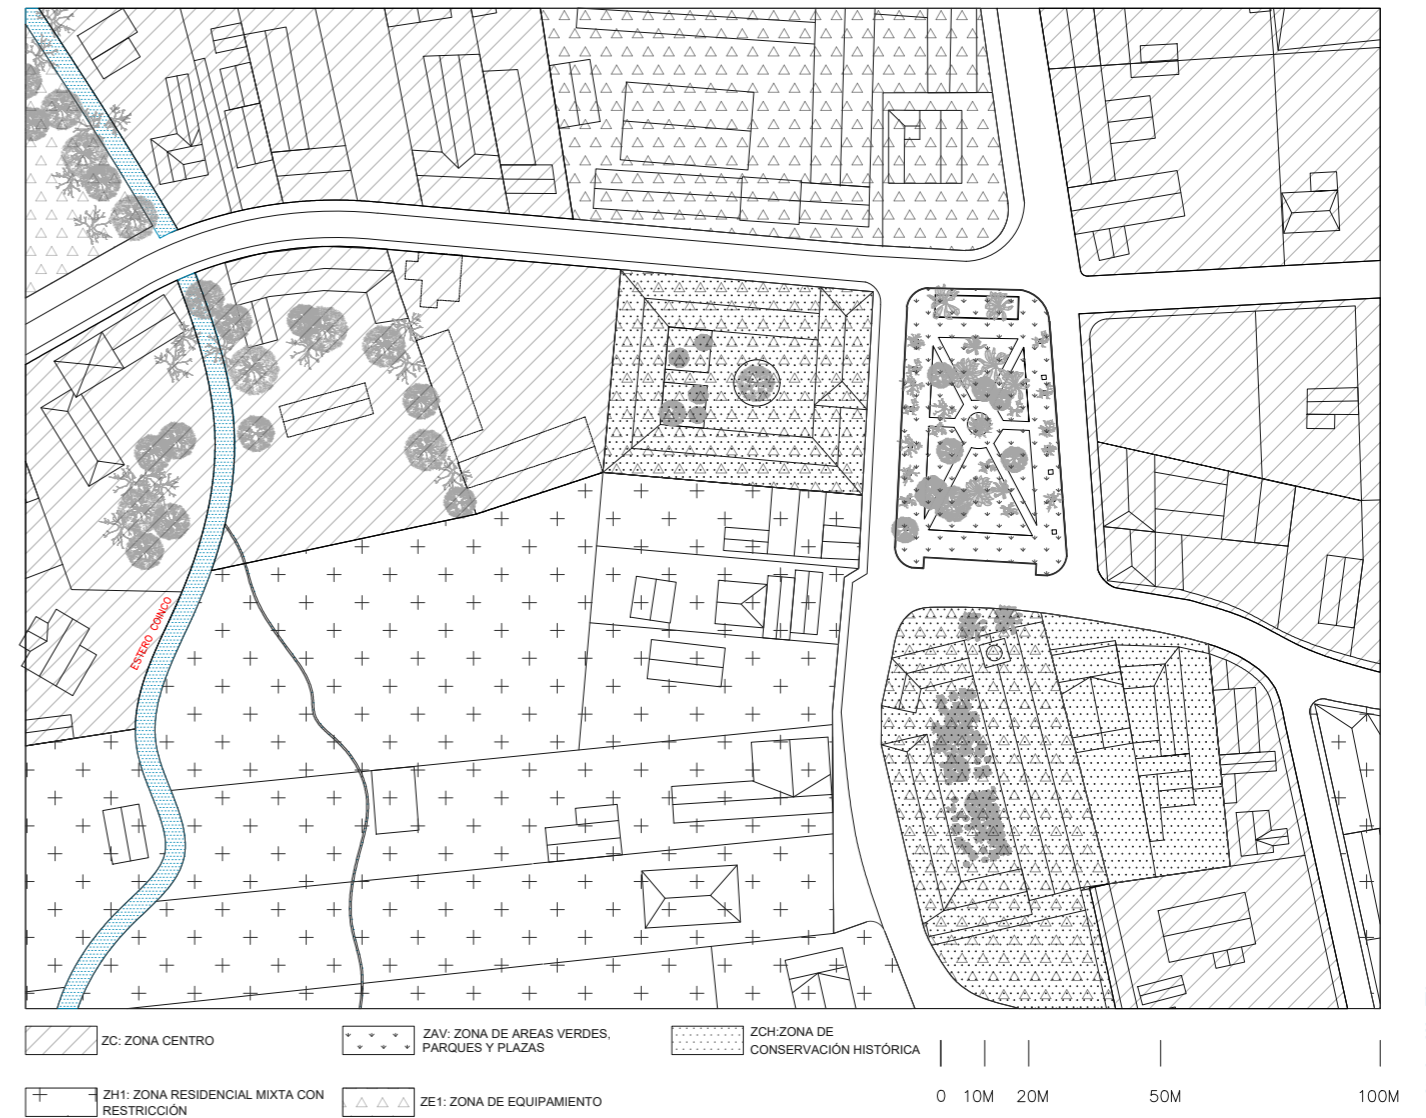 ESTERO COINCO
ZC: ZONA CENTRO
ZAV: ZONA DE AREAS VERDES,
PARQUES Y PLAZAS
ZCH:ZONA DE
CONSERVACIÓN HISTÓRICA
ZH1: ZONA RESIDENCIAL MIXTA CON
RESTRICCIÓN
ZE1: ZONA DE EQUIPAMIENTO
0 10M 20M 50M 100M